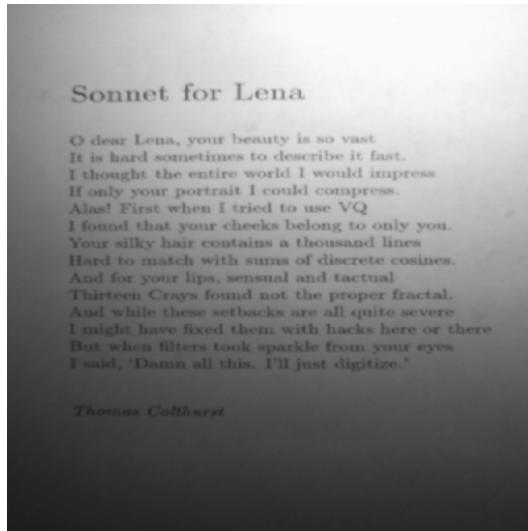 Sonnet for Lena
O dear Lena, your beauty is so vast
It is hard sometimes to describe it fast.
I thought the entire world I would impress
If only your portrait I could compress.
Alas! First when I tried to use VQ
I found that your cheeks belong to only you.
Your silky hair contains a thousand lines
Hard to match with sums of discrete cosines.
And for your lips, sensual and tactual
Thirteen Crays found not the proper fractal.
And while these setbacks are all quite severe
I might have fixed them with hacks here or there
But when filters took sparkle from your eyes
I said, 'Damn all this. I'll just digitize.'
Thomas Colthurst